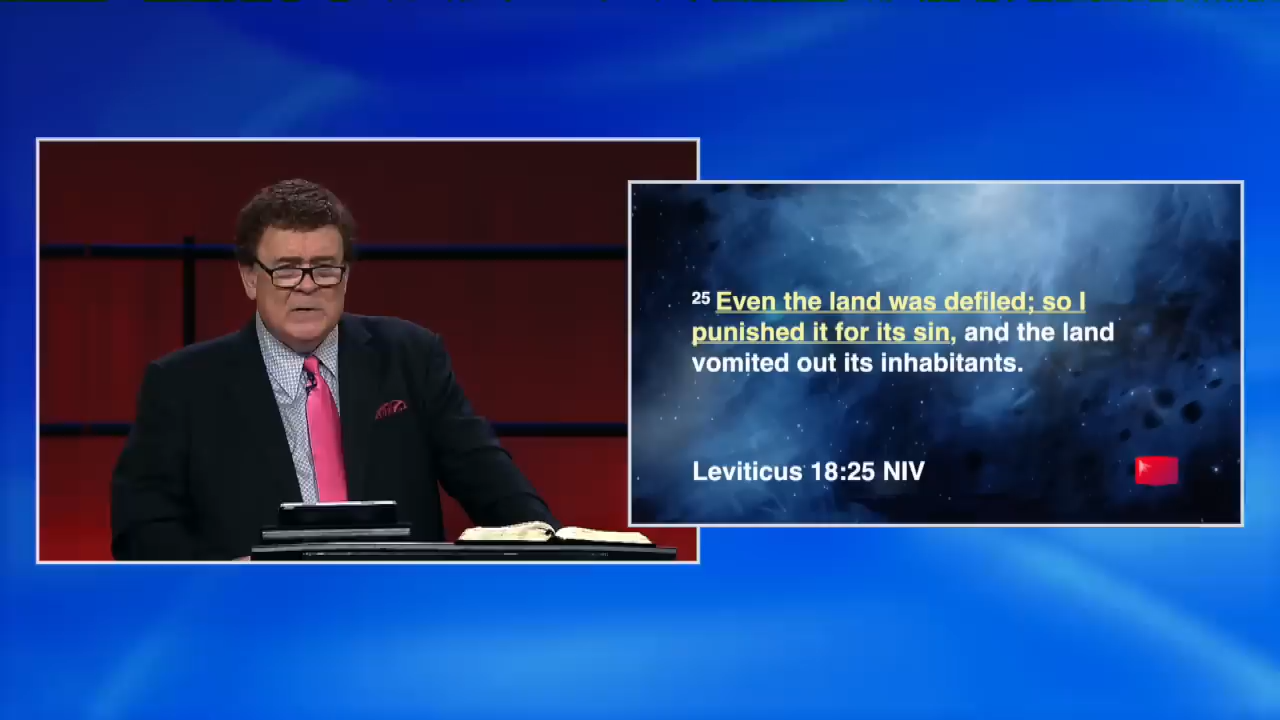 25 Even the land was defiled; so I
punished it for its sin, and the land
vomited out its inhabitants.
Leviticus 18:25 NIV